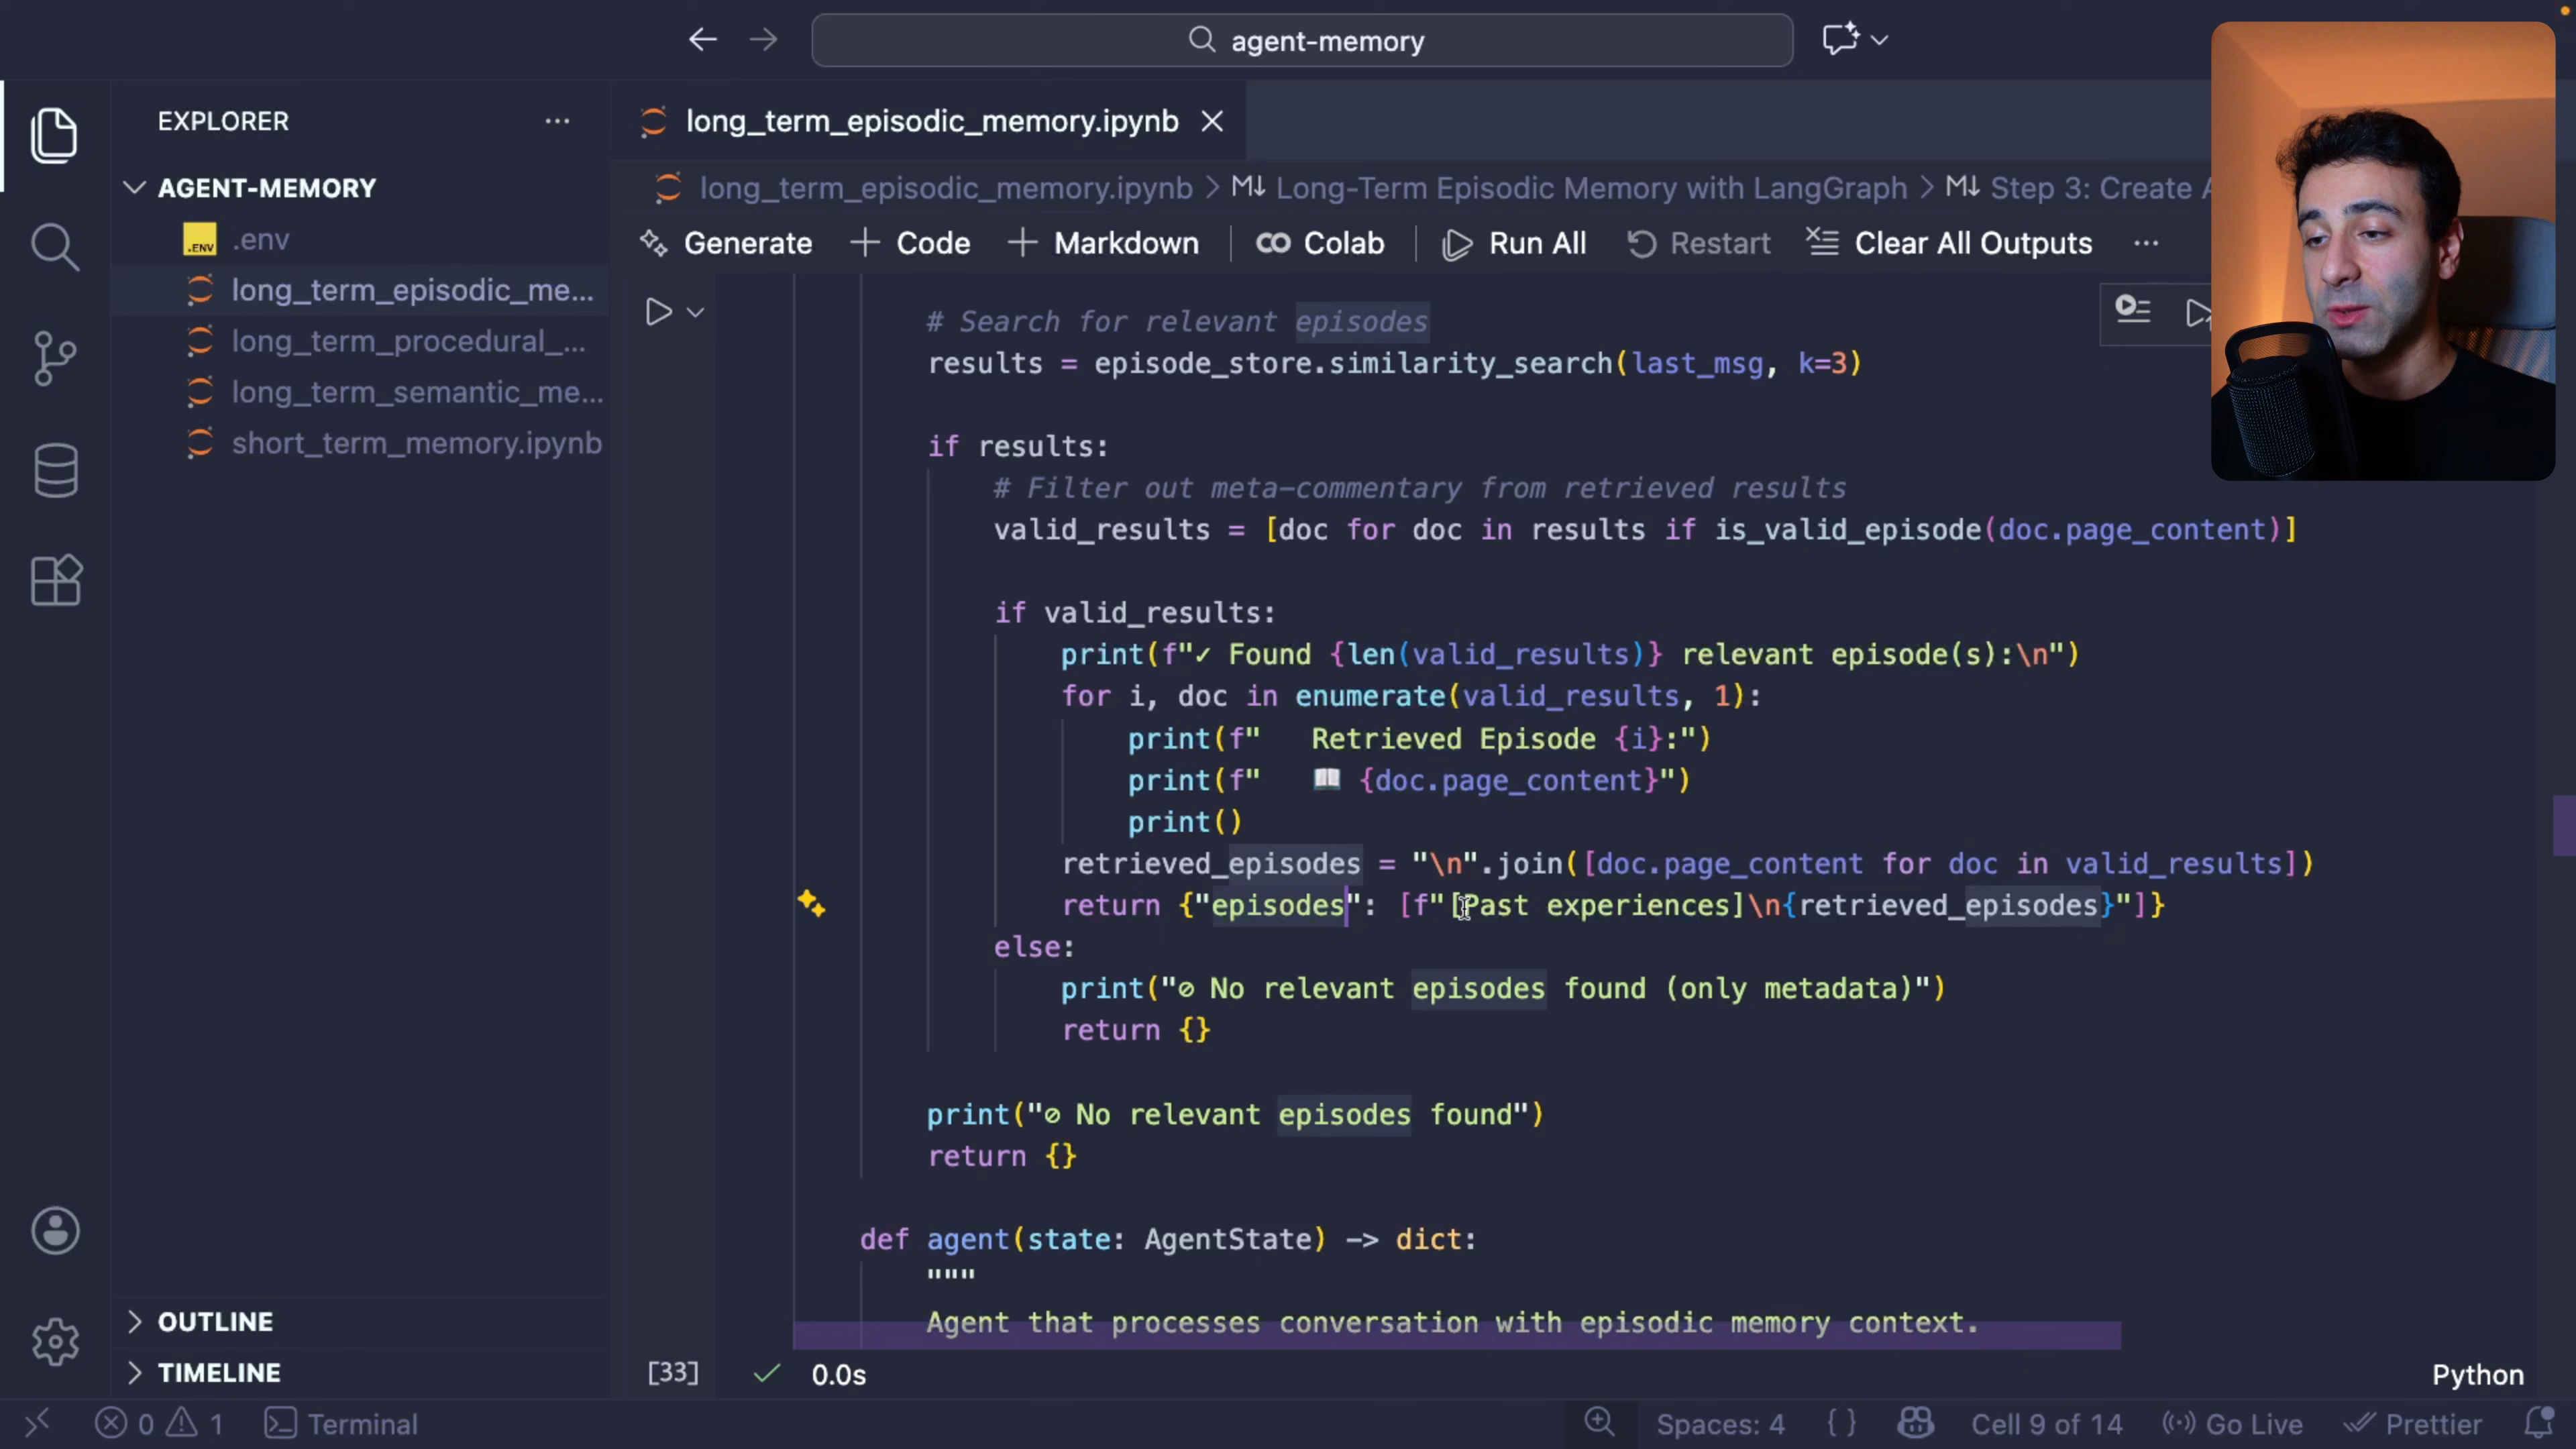 agent-memory
EXPLORER
long_term_episodic_memory.ipynb
AGENT-MEMORY
.ENV .env
long_term_episodic_me...
long_term_procedural_...
long_term_semantic_me...
short_term_memory.ipynb
OUTLINE
TIMELINE
long_term_episodic_memory.ipynb > M↓ Long-Term Episodic Memory with LangGraph > M↓ Step 3: Create
Generate + Code + Markdown CO Colab Run All Restart Clear All Outputs ...
# Search for relevant episodes
results = episode_store.similarity_search(last_msg, k=3)
if results:
# Filter out meta-commentary from retrieved results
valid_results = [doc for doc in results if is_valid_episode(doc.page_content)]
if valid_results:
print(f"✓ Found {len(valid_results)} relevant episode(s):\n")
for i, doc in enumerate(valid_results, 1):
print(f"   Retrieved Episode {i}:")
print(f"   📖 {doc.page_content}")
print()
retrieved_episodes = "\n".join([doc.page_content for doc in valid_results])
return {"episodes": [f"[Past experiences]\n{retrieved_episodes}"]}
else:
print("⊘ No relevant episodes found (only metadata)")
return {}
print("⊘ No relevant episodes found")
return {}
def agent(state: AgentState) -> dict:
"""
Agent that processes conversation with episodic memory context.
[33] ✓ 0.0s Python
0 1 Terminal Spaces: 4 {} Cell 9 of 14 Go Live Prettier